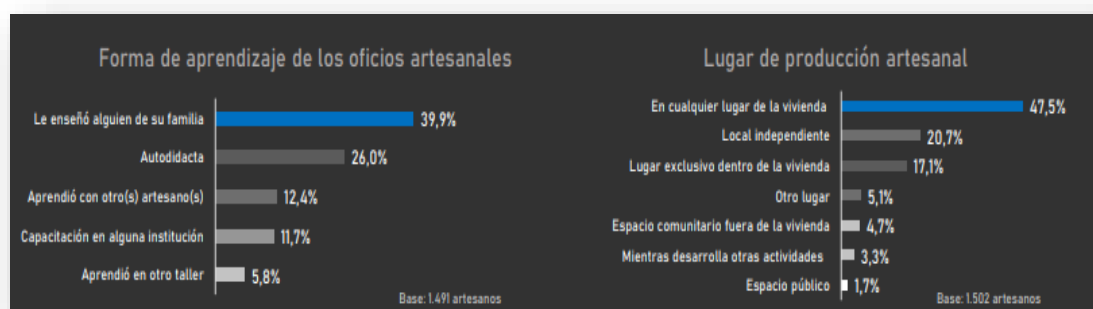 Forma de aprendizaje de los oficios artesanales
Le enseñó alguien de su familia 39,9%
Autodidacta 26,0%
Aprendió con otro(s) artesano(s) 12,4%
Capacitación en alguna institución 11,7%
Aprendió en otro taller 5,8%
Base: 1.491 artesanos
Lugar de producción artesanal
En cualquier lugar de la vivienda 47,5%
Local independiente 20,7%
Lugar exclusivo dentro de la vivienda 17,1%
Otro lugar 5,1%
Espacio comunitario fuera de la vivienda 4,7%
Mientras desarrolla otras actividades 3,3%
Espacio público 1,7%
Base: 1.502 artesanos